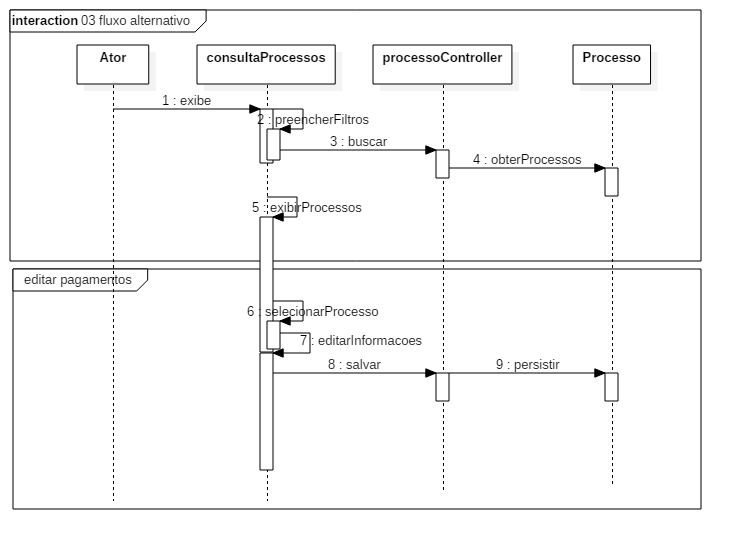 interaction 03 fluxo alternativo
Ator
consultaProcessos
processoController
Processo
1 : exibe
2 : preencherFiltros
3 : buscar
4 : obterProcessos
5 : exibirProcessos
editar pagamentos
6 : selecionarProcesso
7 : editarInformacoes
8 : salvar
9 : persistir